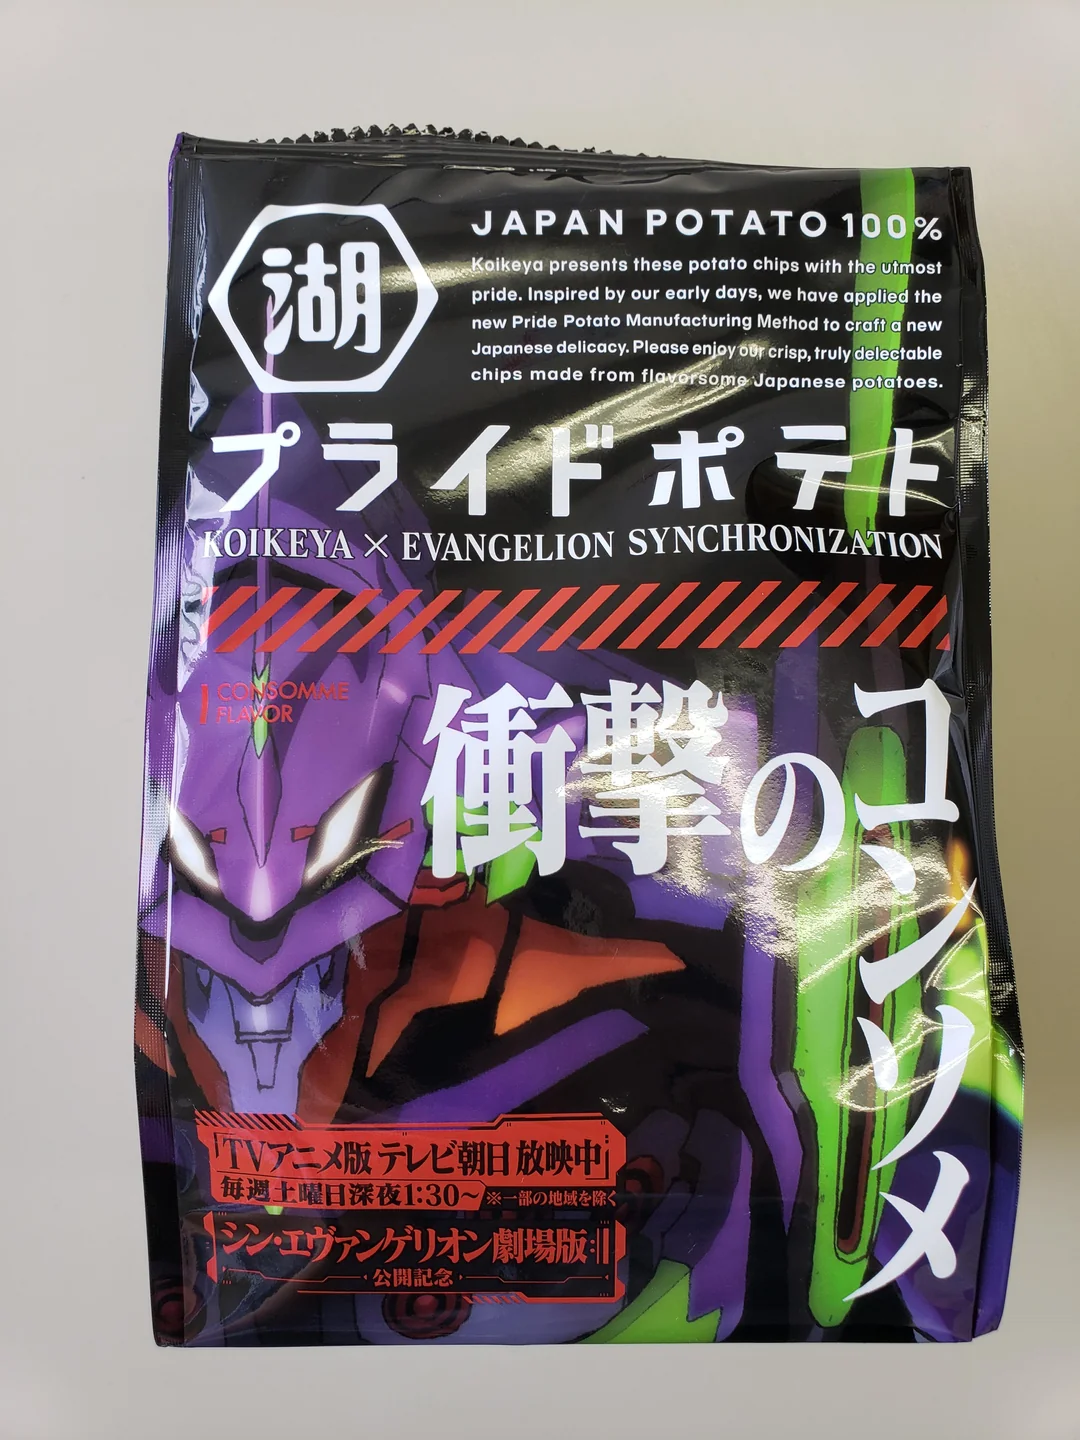 湖
JAPAN POTATO 100%
Koikeya presents these potato chips with the utmost
pride. Inspired by our early days, we have applied the
new Pride Potato Manufacturing Method to craft a new
Japanese delicacy. Please enjoy our crisp, truly delectable
chips made from flavorsome Japanese potatoes.
プライドポテト
KOIKEYA × EVANGELION SYNCHRONIZATION
CONSOMME
FLAVOR
衝撃の
コンソメ
「TVアニメ版 テレビ朝日 放映中」
毎週土曜日深夜1:30〜 ※一部の地域を除く
シン・エヴァンゲリオン劇場版:||
公開記念